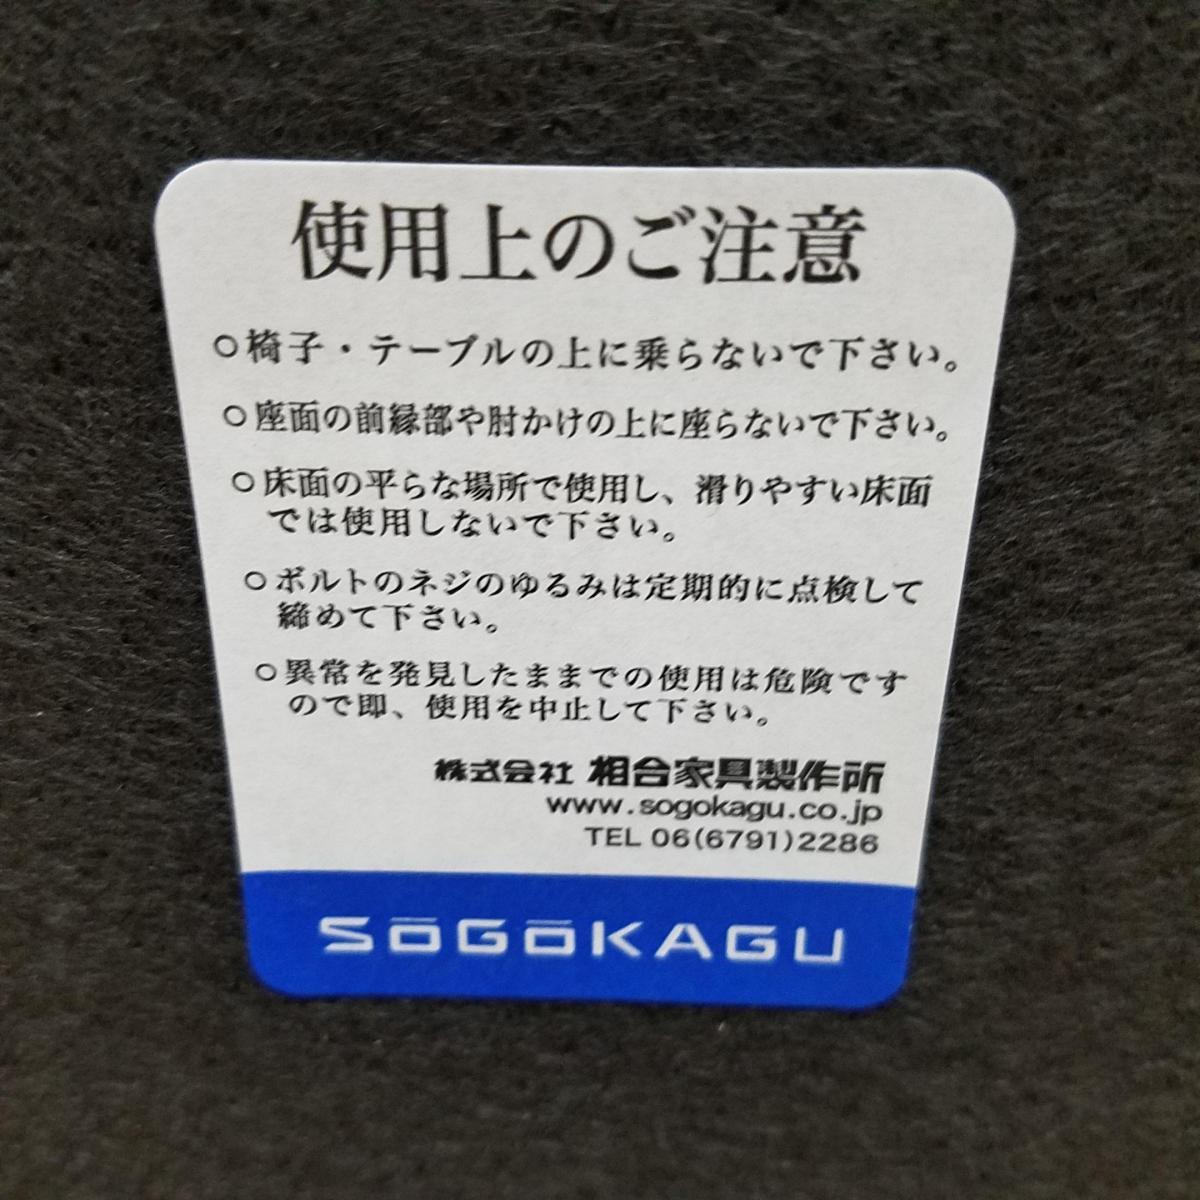 使用上のご注意
○椅子・テーブルの上に乗らないで下さい。
○座面の前縁部や肘かけの上に座らないで下さい。
○床面の平らな場所で使用し、滑りやすい床面
では使用しないで下さい。
○ボルトのネジのゆるみは定期的に点検して
締めて下さい。
○異常を発見したままでの使用は危険です
ので即、使用を中止して下さい。
株式会社 相合家具製作所
www.sogokagu.co.jp
TEL 06(6791)2286
SŌGŌKAGU